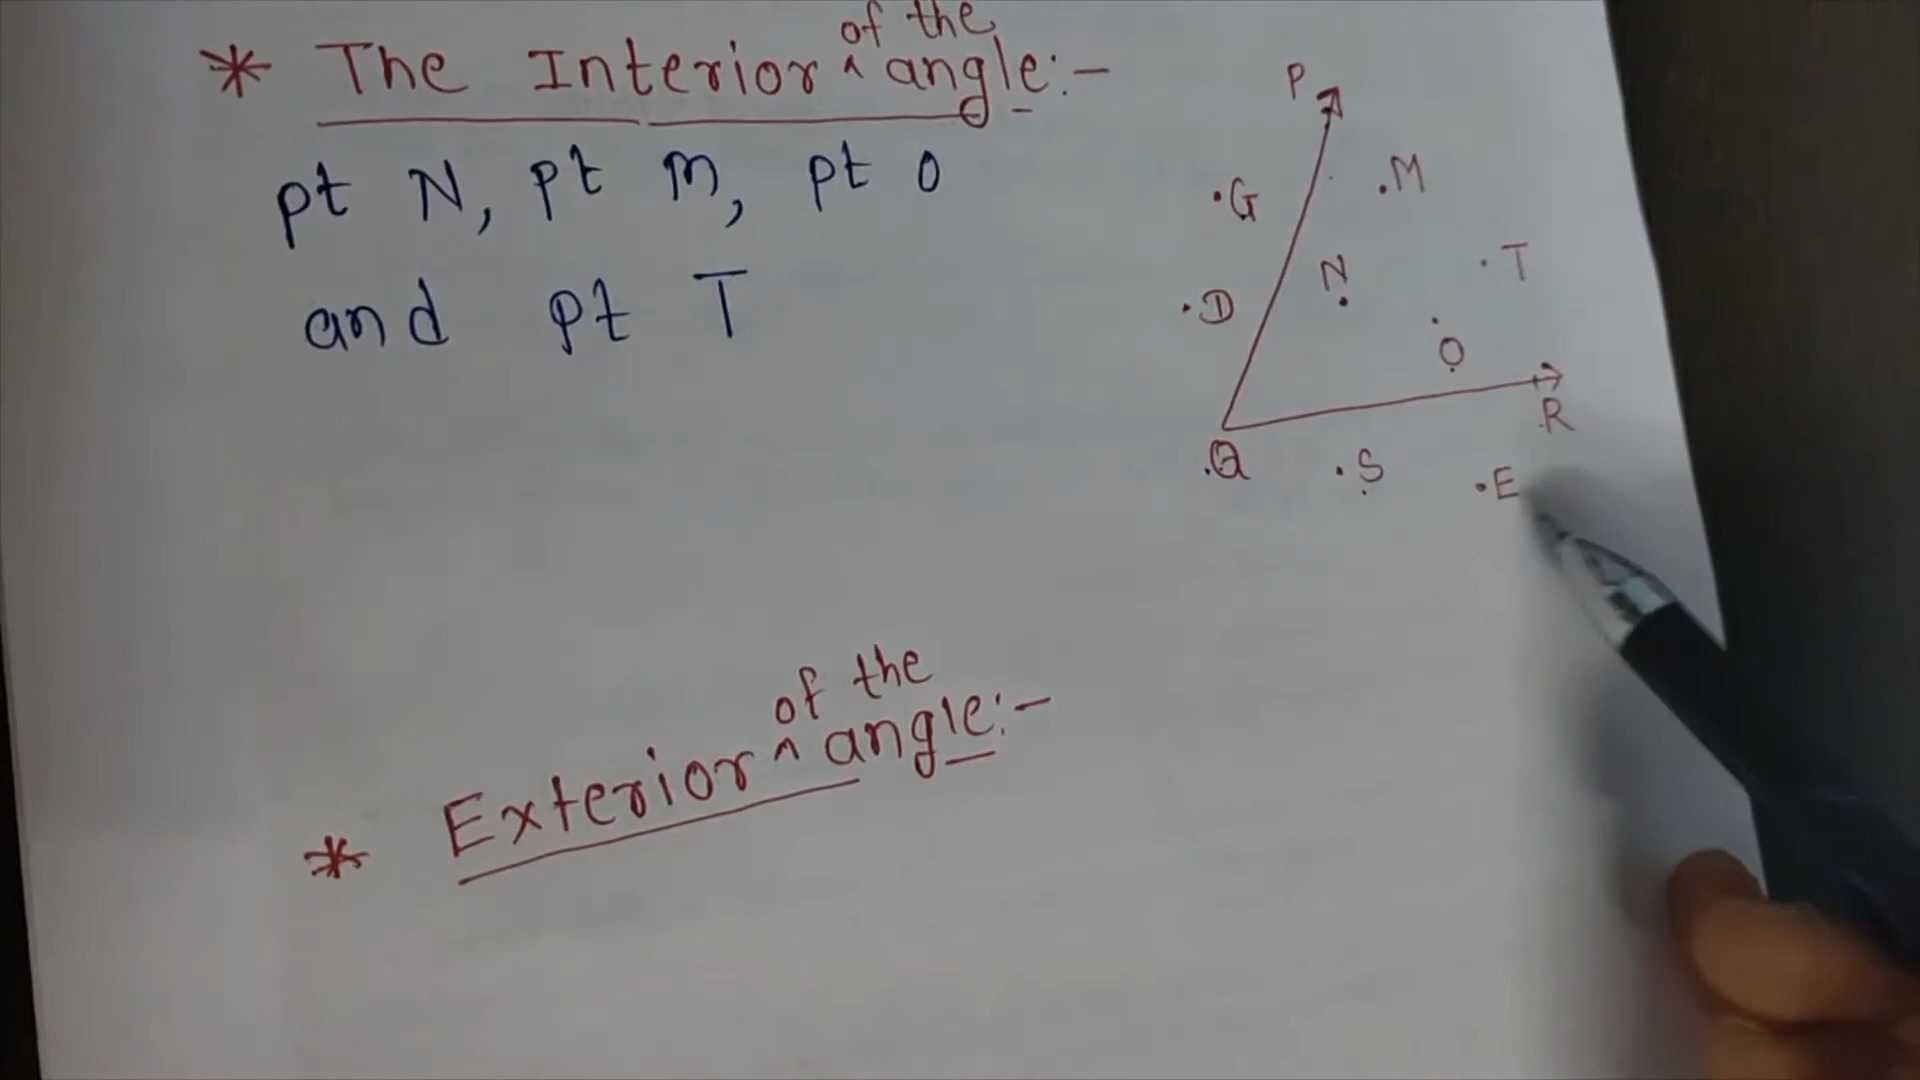 of the
* The Interior ^ angle:-
pt N, pt M, pt O
and pt T
P
.G
.M
N
.T
.D
O
R
.Q
.S
.E
of the
* Exterior ^ angle:-